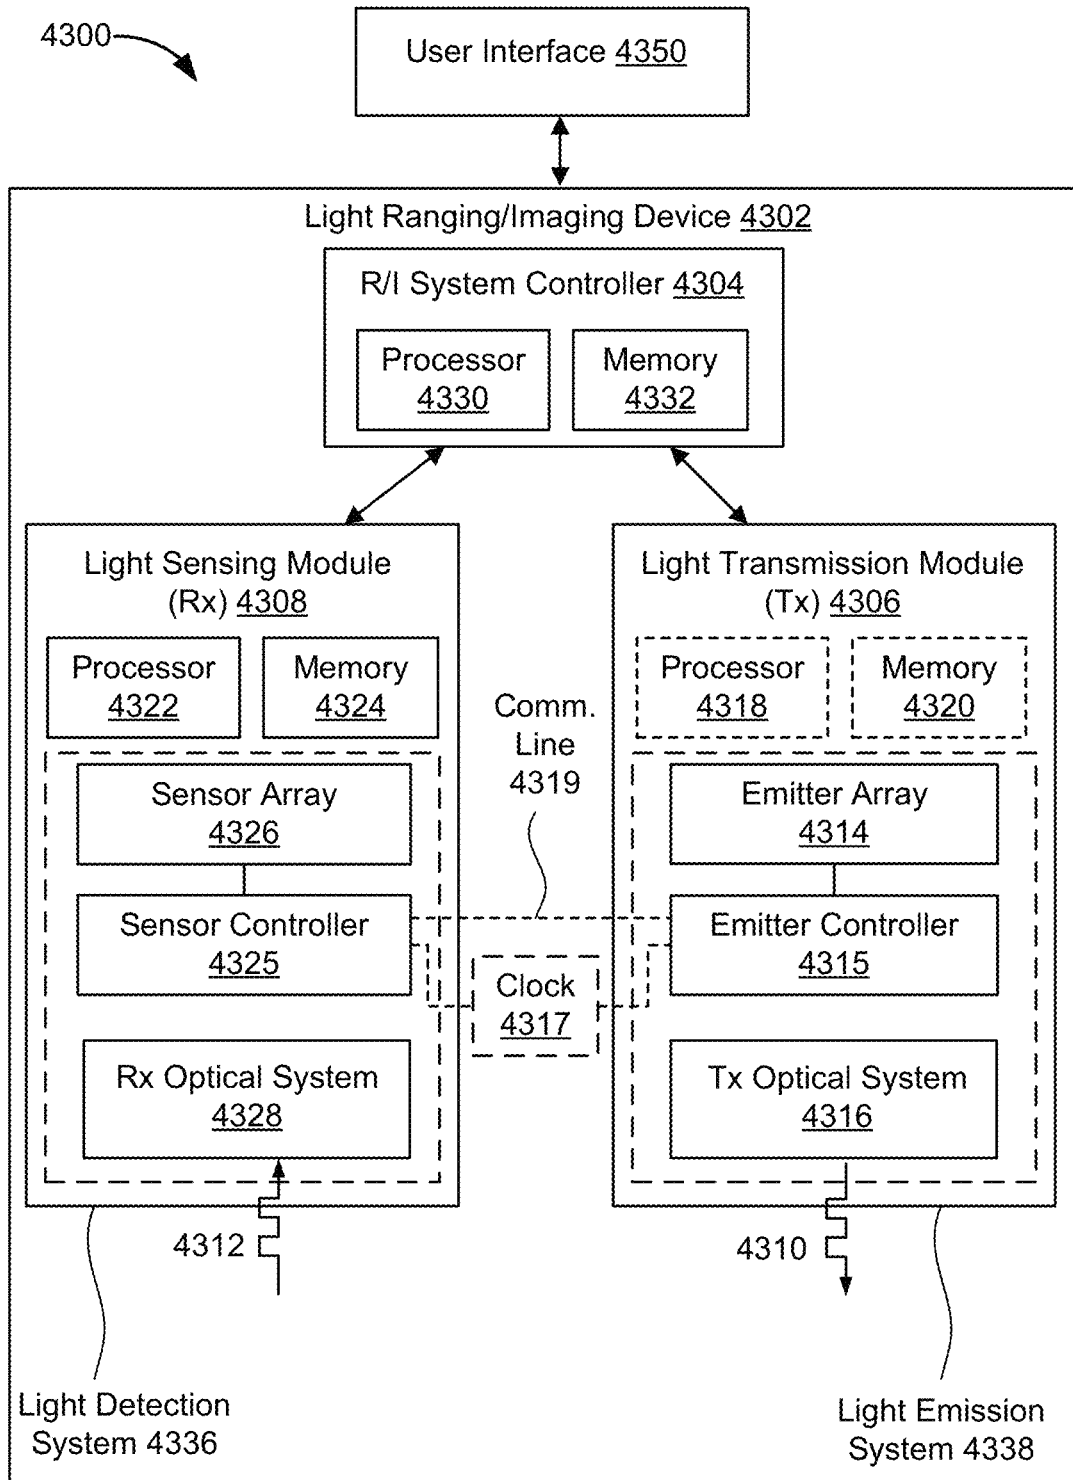 4300
User Interface 4350
Light Ranging/Imaging Device 4302
R/I System Controller 4304
Processor
4330
Memory
4332
Light Sensing Module
(Rx) 4308
Processor
4322
Memory
4324
Sensor Array
4326
Sensor Controller
4325
Rx Optical System
4328
4312
Light Detection
System 4336
Comm.
Line
4319
Clock
4317
Light Transmission Module
(Tx) 4306
Processor
4318
Memory
4320
Emitter Array
4314
Emitter Controller
4315
Tx Optical System
4316
4310
Light Emission
System 4338